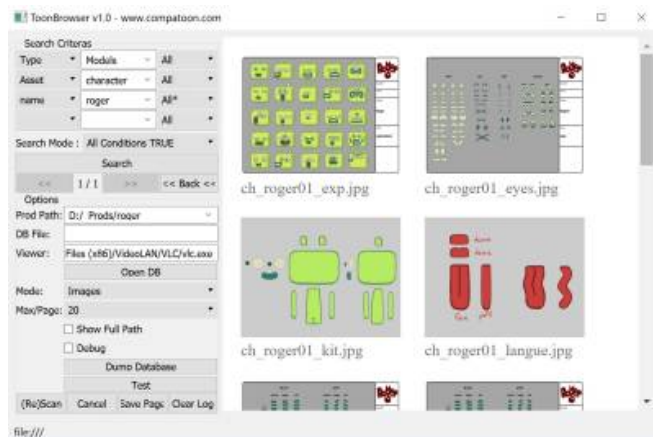 ToonBrowser v1.0 - www.compatoon.com
Search Criteras
Type Models All
Asset character All
name roger All*
All
Search Mode : All Conditions TRUE
Search
<< 1/1 >> << Back <<
Options
Prod Path: D:/ Prods/roger
DB File:
Viewer: Files (x86)/VideoLAN/VLC/vlc.exe
Open DB
Mode: Images
Max/Page: 20
Show Full Path
Debug
Dump Database
Test
(Re)Scan Cancel Save Page Clear Log
file:///
ch_roger01_exp.jpg
ch_roger01_eyes.jpg
ch_roger01_kit.jpg
ch_roger01_langue.jpg